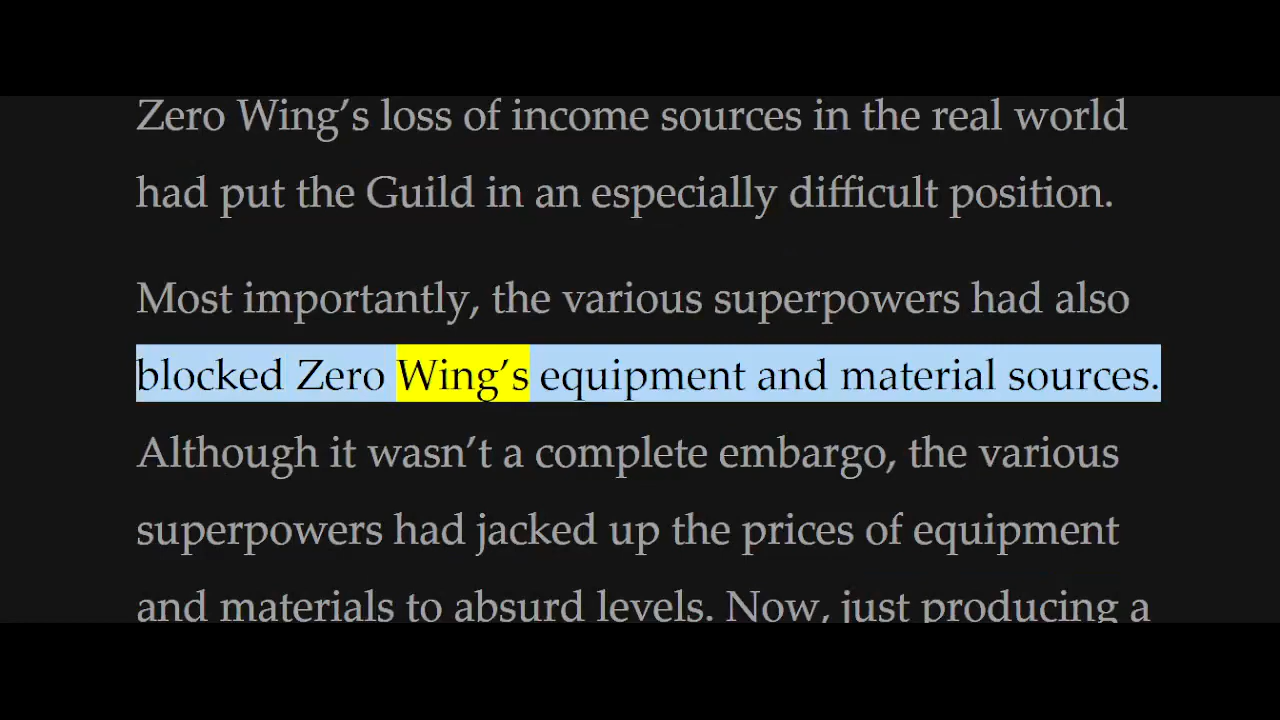 Zero Wing’s loss of income sources in the real world
had put the Guild in an especially difficult position.
Most importantly, the various superpowers had also
blocked Zero Wing’s equipment and material sources.
Although it wasn’t a complete embargo, the various
superpowers had jacked up the prices of equipment
and materials to absurd levels. Now, just producing a